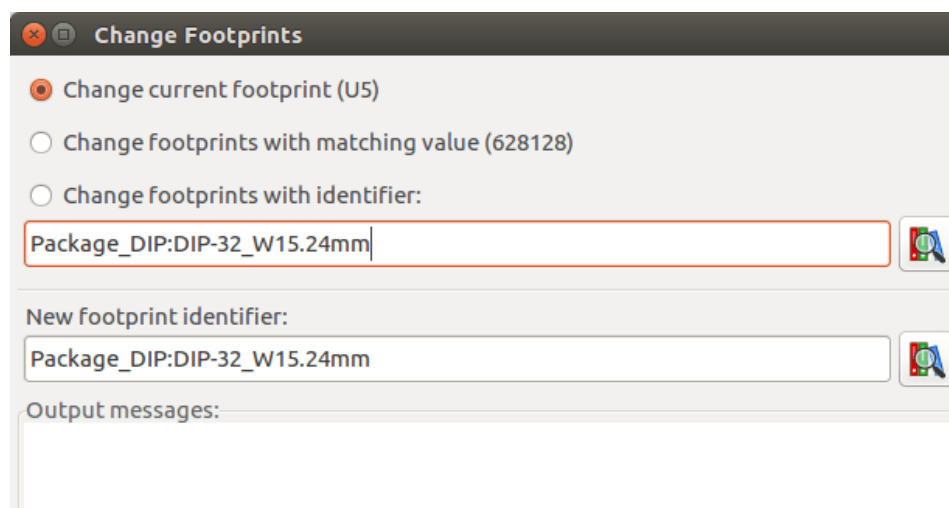 Change Footprints
Change current footprint (U5)
Change footprints with matching value (628128)
Change footprints with identifier:
Package_DIP:DIP-32_W15.24mm
New footprint identifier:
Package_DIP:DIP-32_W15.24mm
Output messages: